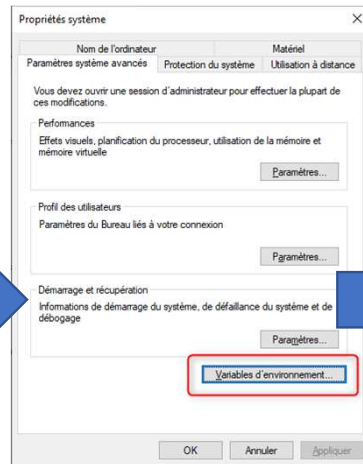 Propriétés système
Nom de l'ordinateur Matériel
Paramètres système avancés Protection du système Utilisation à distance
Vous devez ouvrir une session d'administrateur pour effectuer la plupart de
ces modifications.
Performances
Effets visuels, planification du processeur, utilisation de la mémoire et
mémoire virtuelle
Paramètres...
Profil des utilisateurs
Paramètres du Bureau liés à votre connexion
Paramètres...
Démarrage et récupération
Informations de démarrage du système, de défaillance du système et de
débogage
Paramètres...
Variables d'environnement...
OK Annuler Appliquer